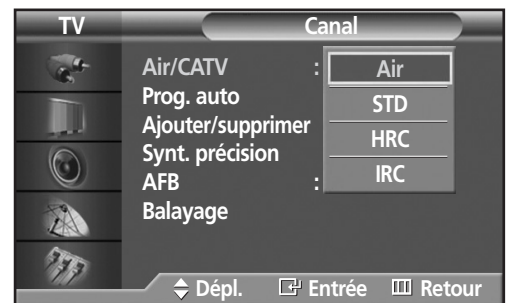 TV Canal
Air/CATV : Air
Prog. auto STD
Ajouter/supprimer HRC
Synt. précision IRC
AFB :
Balayage
Dépl. Entrée Retour